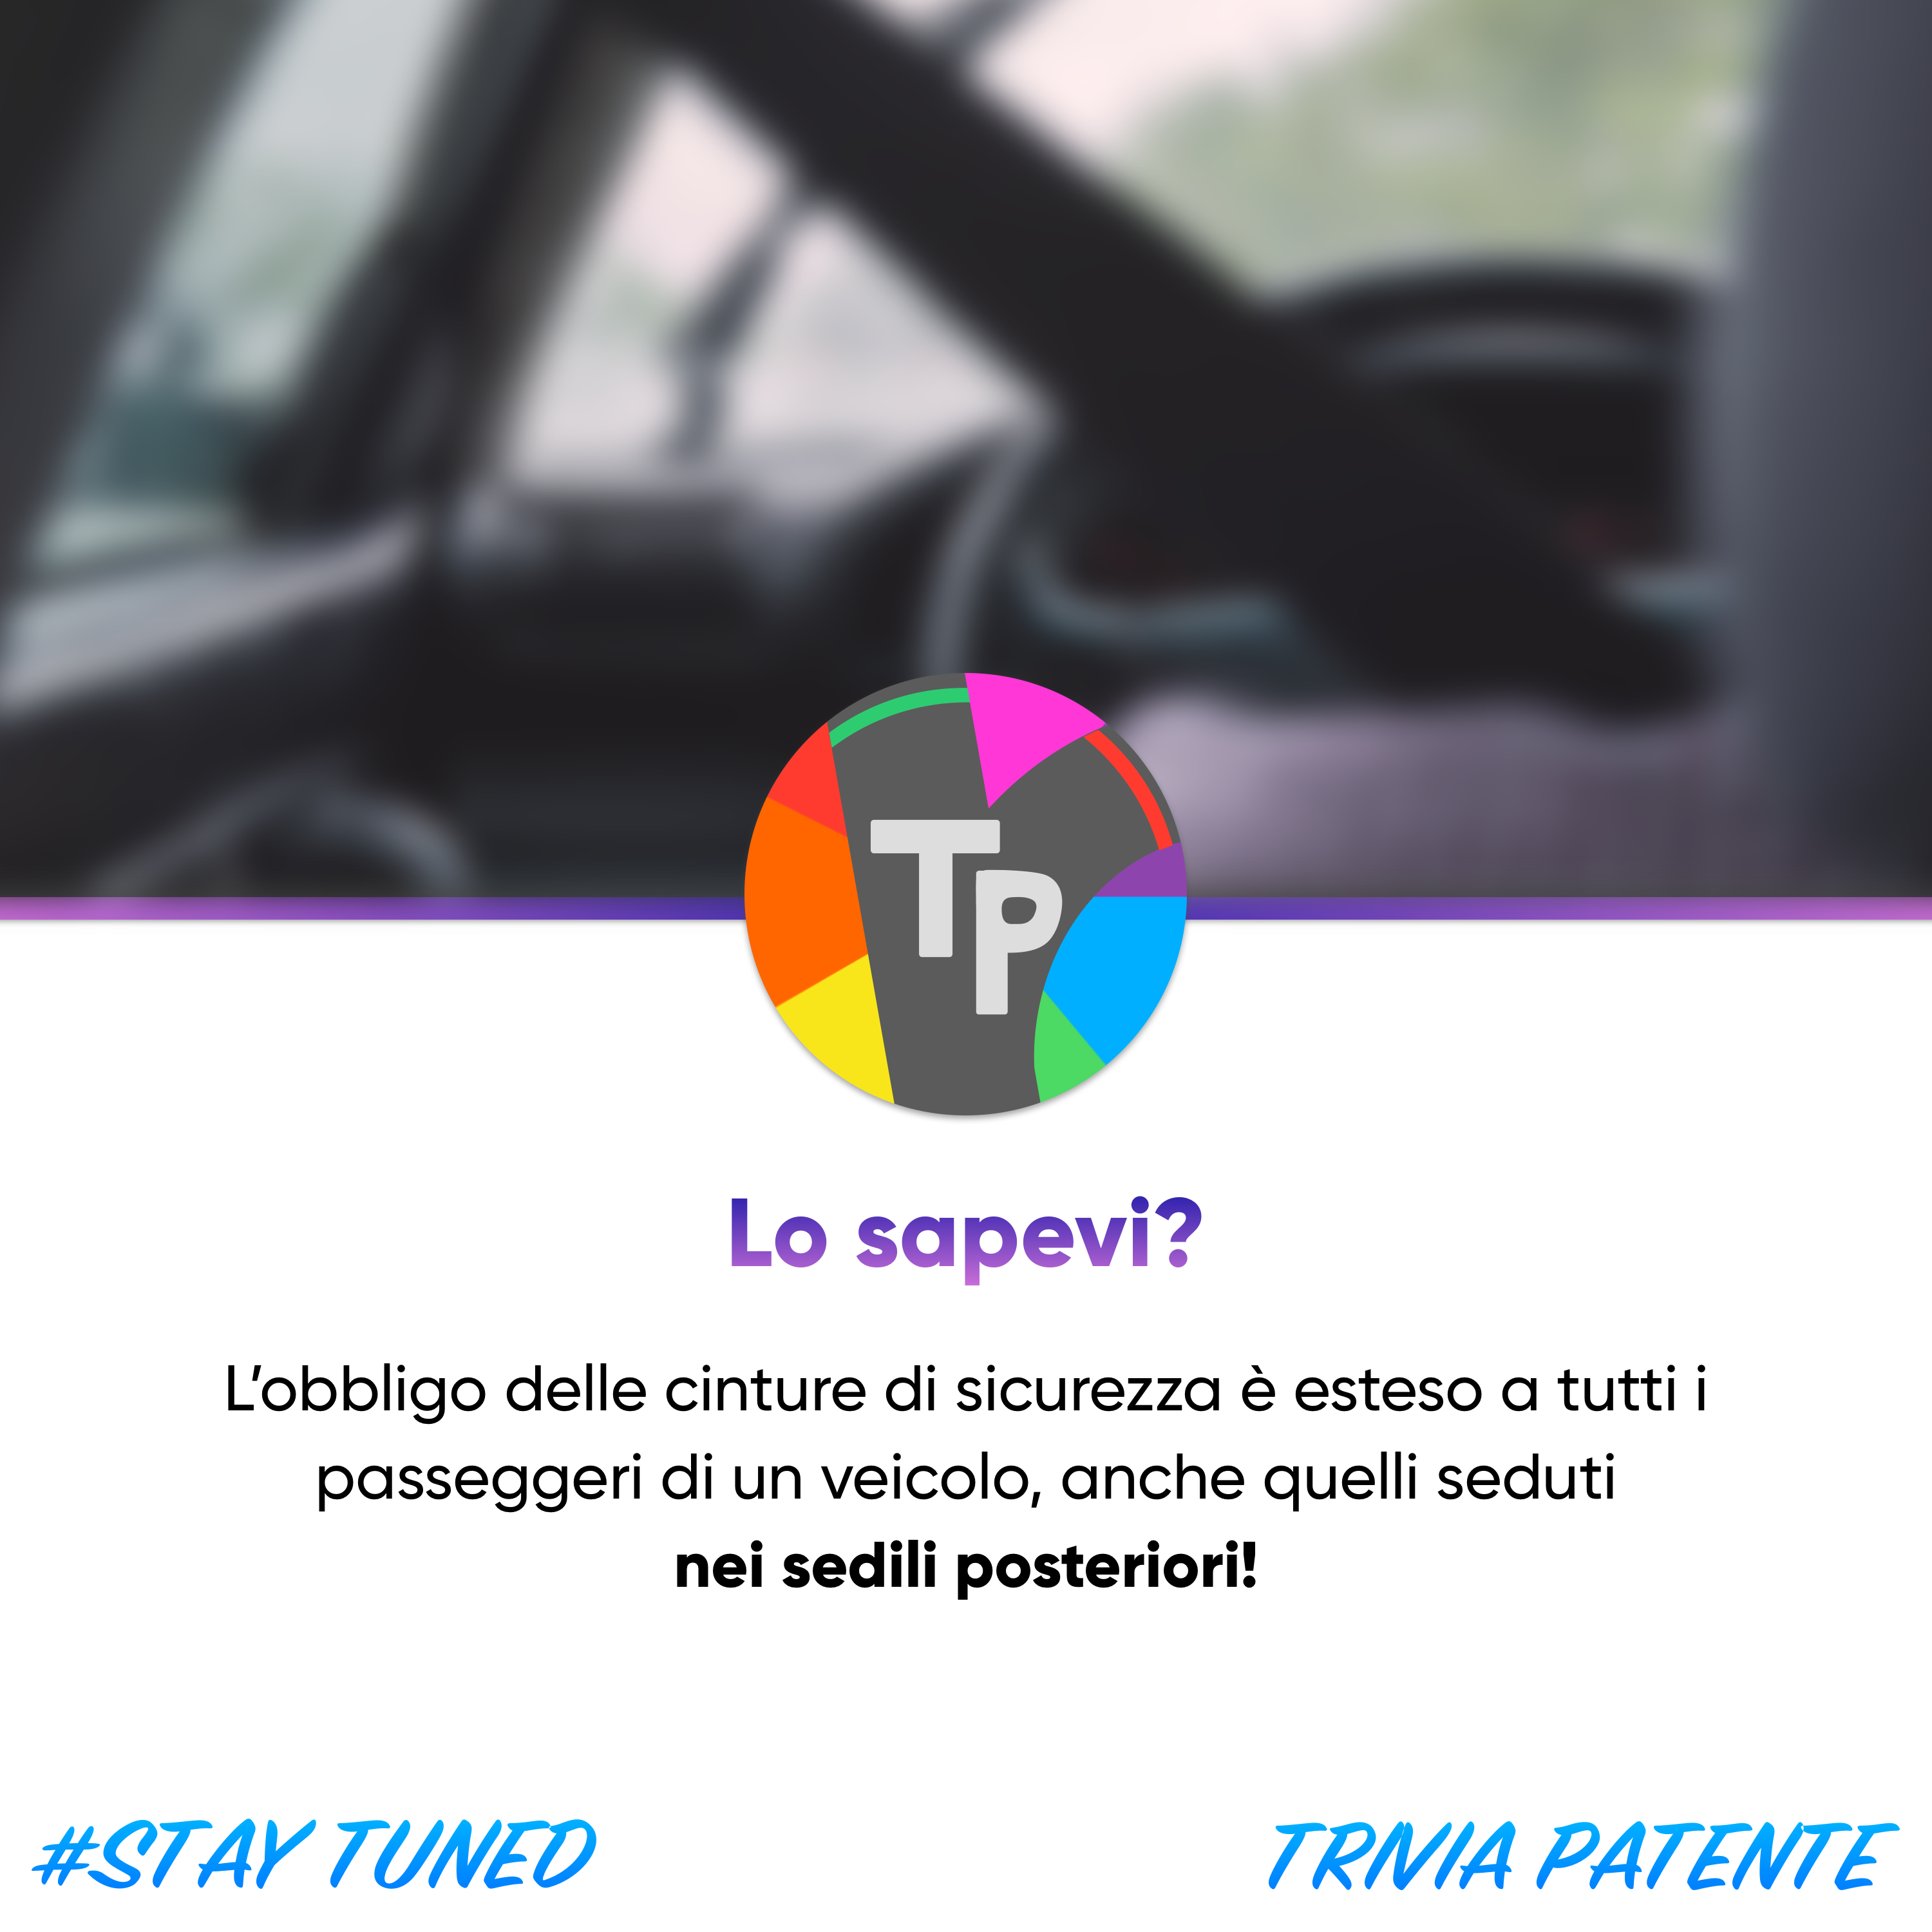 TP
Lo sapevi?
L'obbligo delle cinture di sicurezza è esteso a tutti i
passeggeri di un veicolo, anche quelli seduti
nei sedili posteriori!
#STAY TUNED
TRIVIA PATENTE